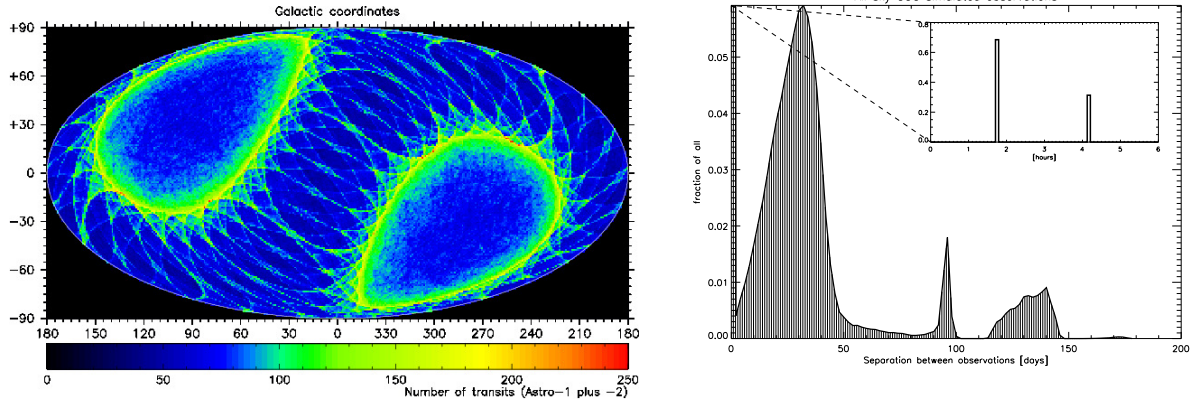 Galactic coordinates
+90
+60
+30
0
−30
−60
−90
180 150 120 90 60 30 0 330 300 270 240 210 180
0 50 100 150 200 250
Number of transits (Astro−1 plus −2)
fraction of all
0.05
0.04
0.03
0.02
0.01
0.00
0 50 100 150 200
Separation between observations [days]
0.8
0.6
0.4
0.2
0.0
0 1 2 3 4 5 6
[hours]